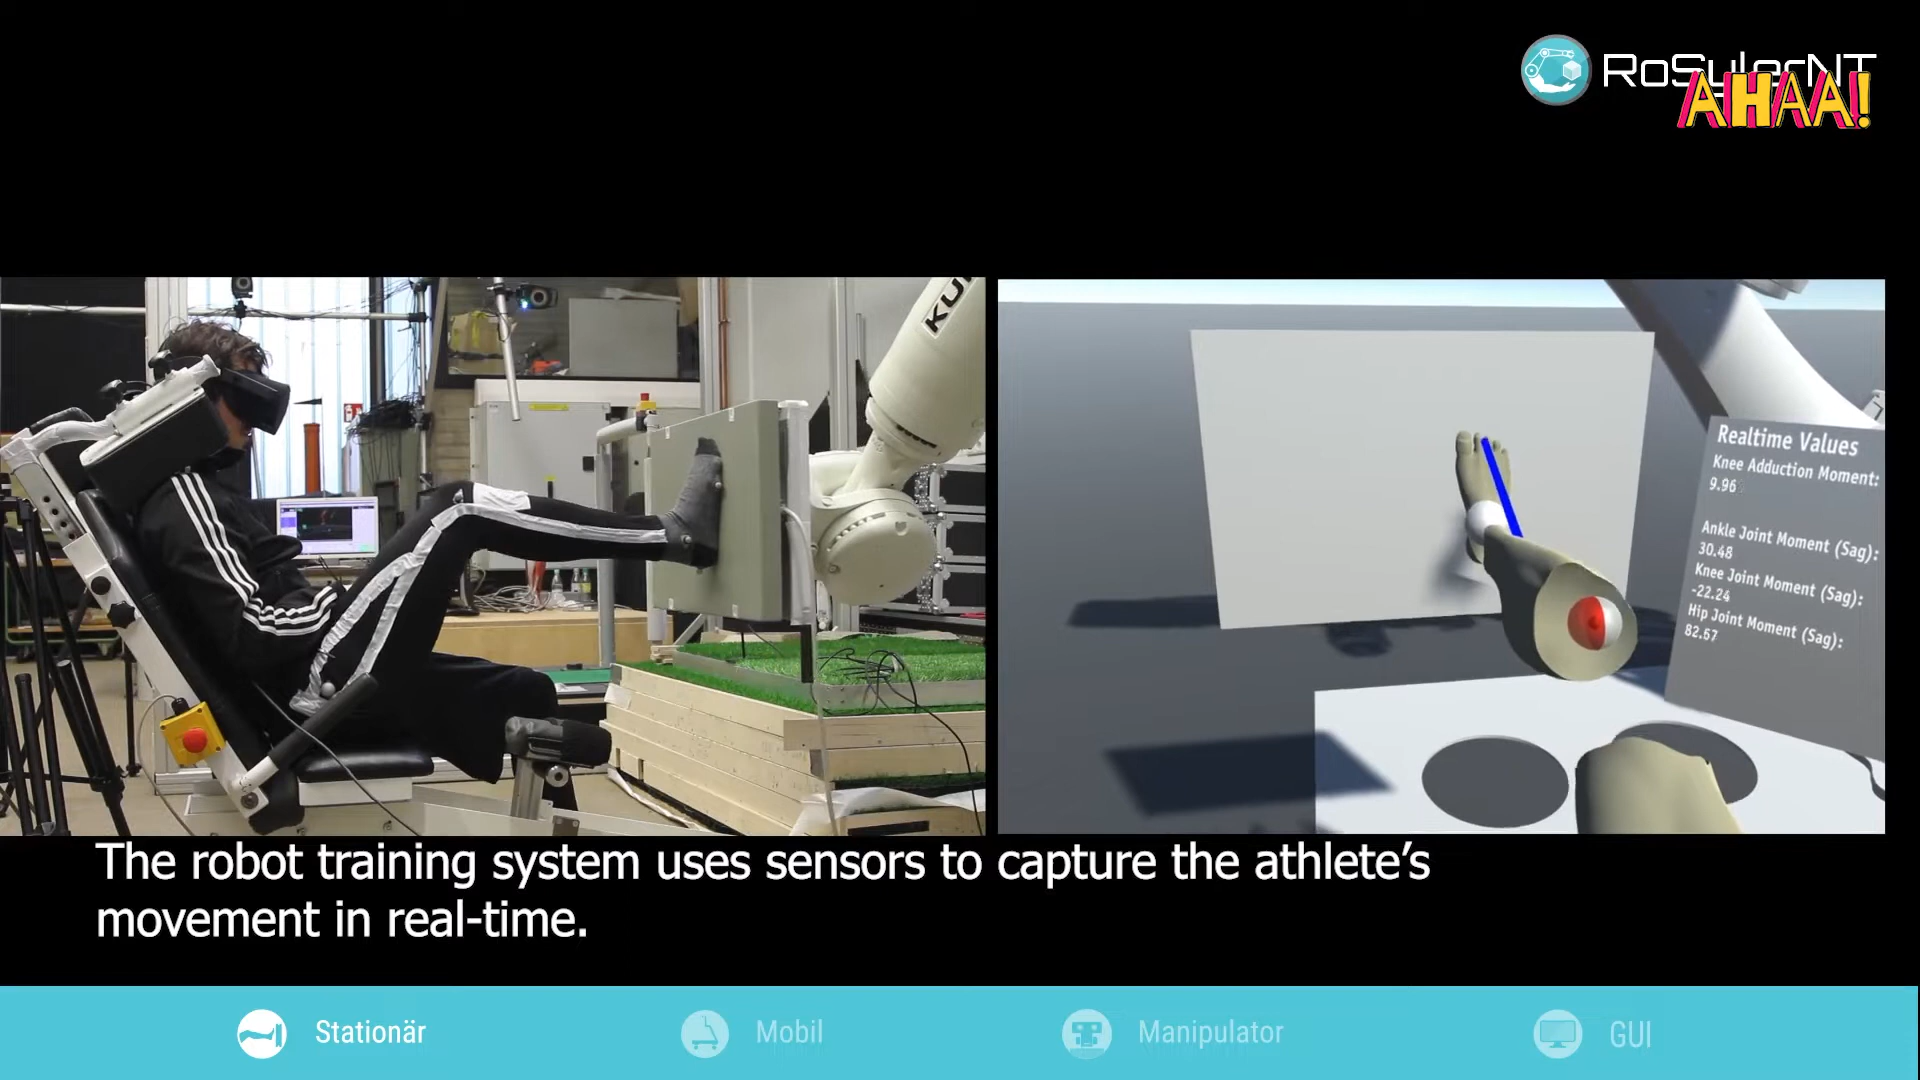 RoSylerNT
AHAA!
KU
Realtime Values
Knee Adduction Moment:
9.96
Ankle Joint Moment (Sag):
30.48
Knee Joint Moment (Sag):
-22.24
Hip Joint Moment (Sag):
82.57
The robot training system uses sensors to capture the athlete’s
movement in real-time.
Stationär
Mobil
Manipulator
GUI